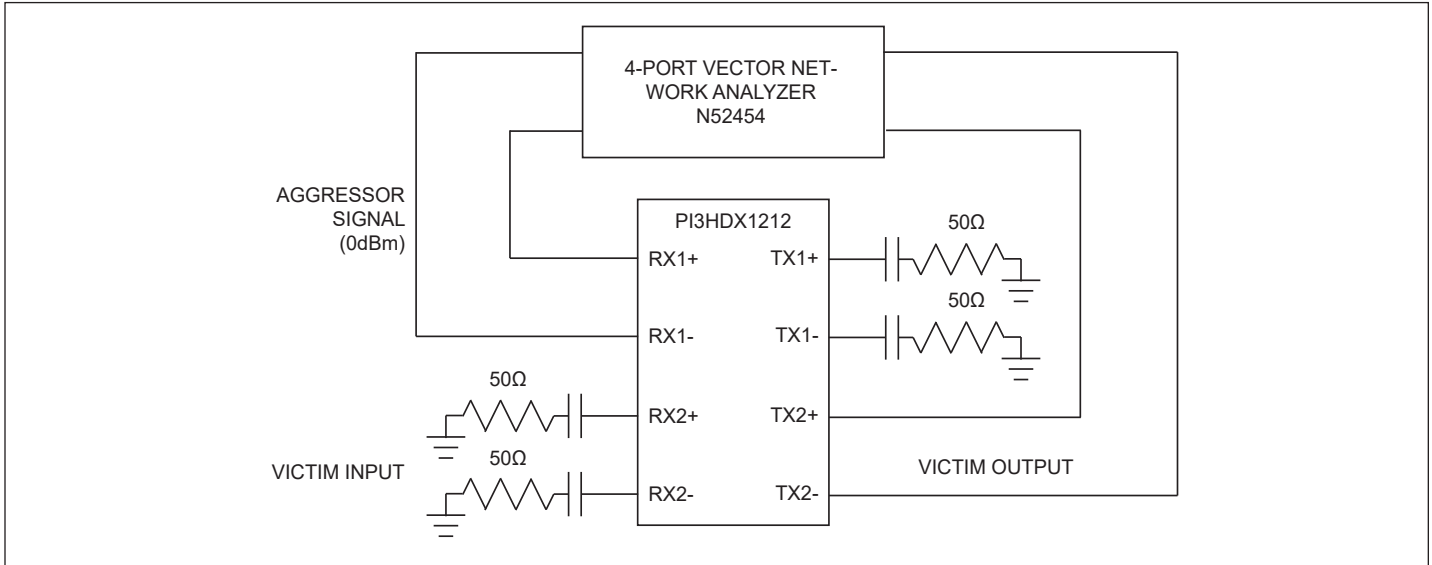 4-PORT VECTOR NET-
WORK ANALYZER
N52454
AGGRESSOR
SIGNAL
(0dBm)
PI3HDX1212
RX1+
TX1+
50Ω
RX1-
TX1-
50Ω
50Ω
RX2+
TX2+
VICTIM INPUT
50Ω
RX2-
TX2-
VICTIM OUTPUT